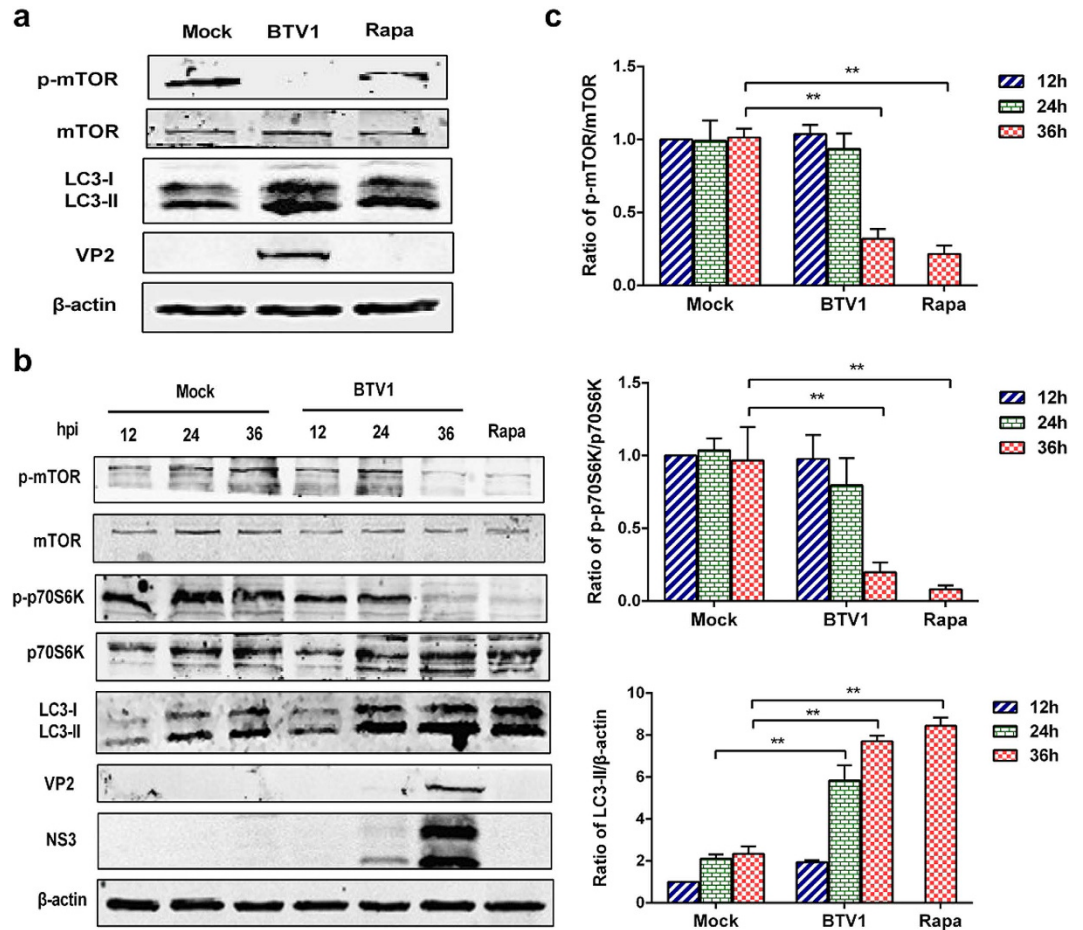 a
Mock BTV1 Rapa
p-mTOR
mTOR
LC3-I
LC3-II
VP2
β-actin
b
Mock BTV1
hpi 12 24 36 12 24 36 Rapa
p-mTOR
mTOR
p-p70S6K
p70S6K
LC3-I
LC3-II
VP2
NS3
β-actin
c
Ratio of p-mTOR/mTOR
1.5
1.0
0.5
0.0
**
**
Mock BTV1 Rapa
12h
24h
36h
Ratio of p-p70S6K/p70S6K
1.5
1.0
0.5
0.0
**
**
Mock BTV1 Rapa
12h
24h
36h
Ratio of LC3-II/β-actin
10
8
6
4
2
0
**
**
**
Mock BTV1 Rapa
12h
24h
36h